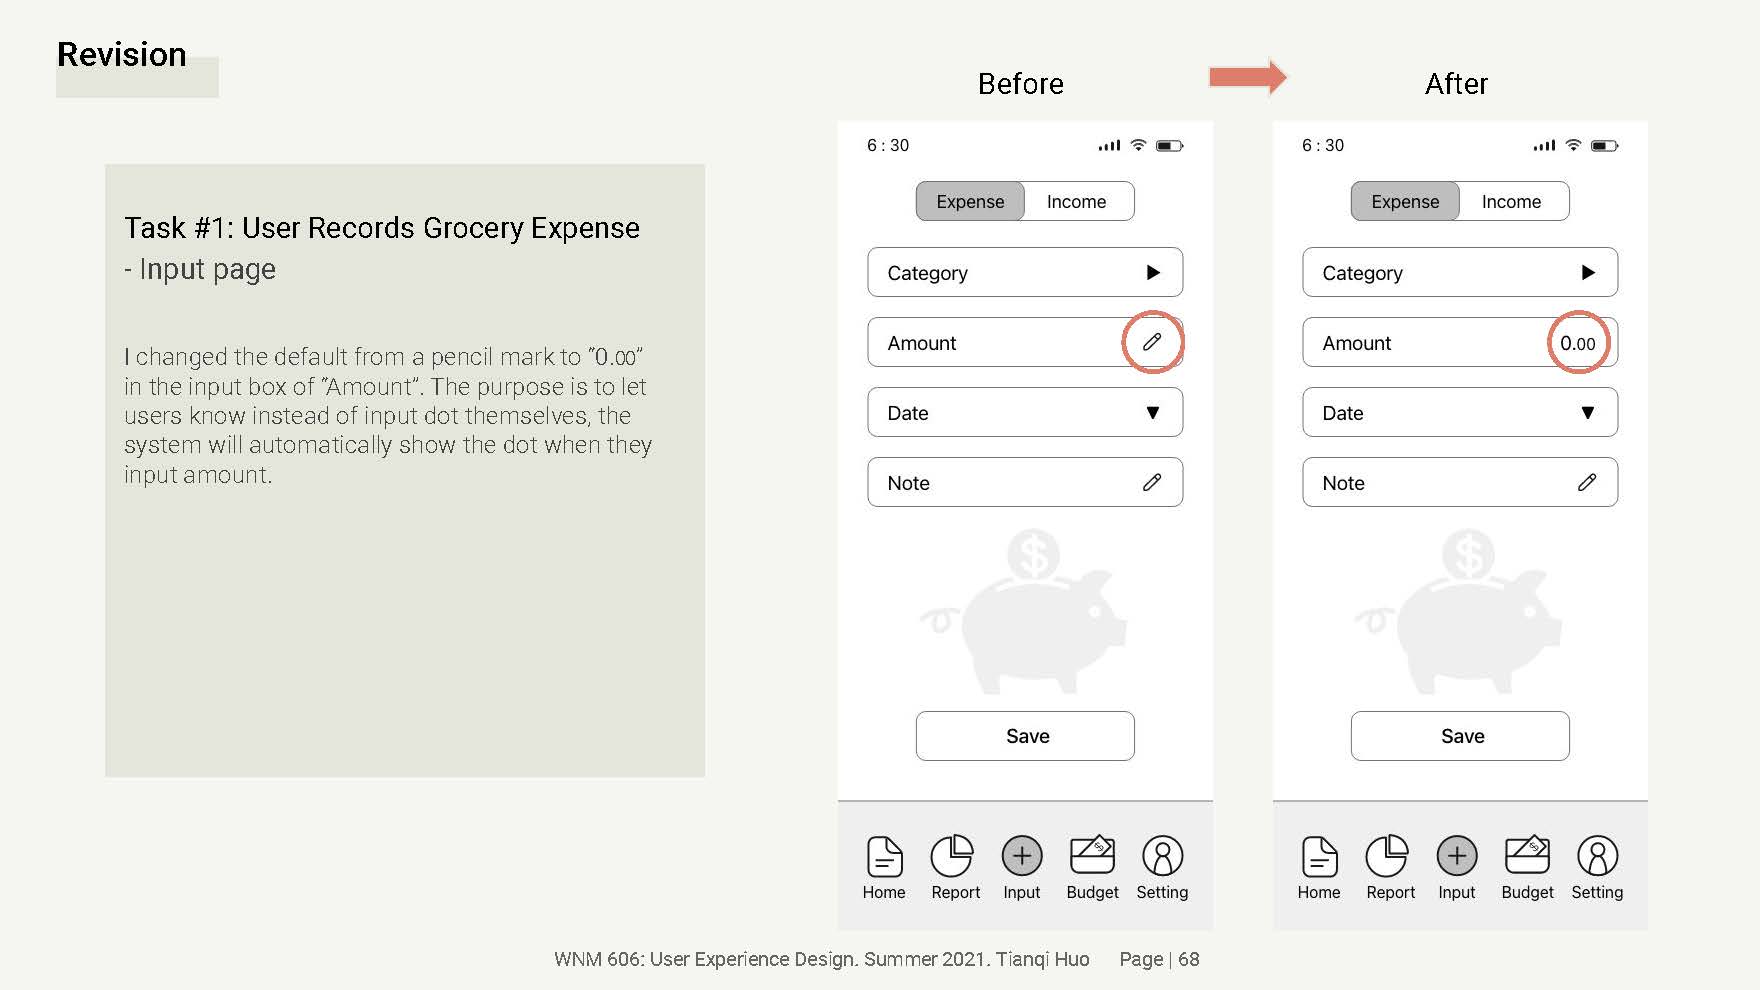 Revision
Task #1: User Records Grocery Expense
- Input page
I changed the default from a pencil mark to “0.00”
in the input box of “Amount”. The purpose is to let
users know instead of input dot themselves, the
system will automatically show the dot when they
input amount.
Before
6 : 30
Expense Income
Category
Amount
Date
Note
$
Save
Home Report Input Budget Setting
After
6 : 30
Expense Income
Category
Amount 0.00
Date
Note
$
Save
Home Report Input Budget Setting
WNM 606: User Experience Design. Summer 2021. Tianqi Huo Page | 68